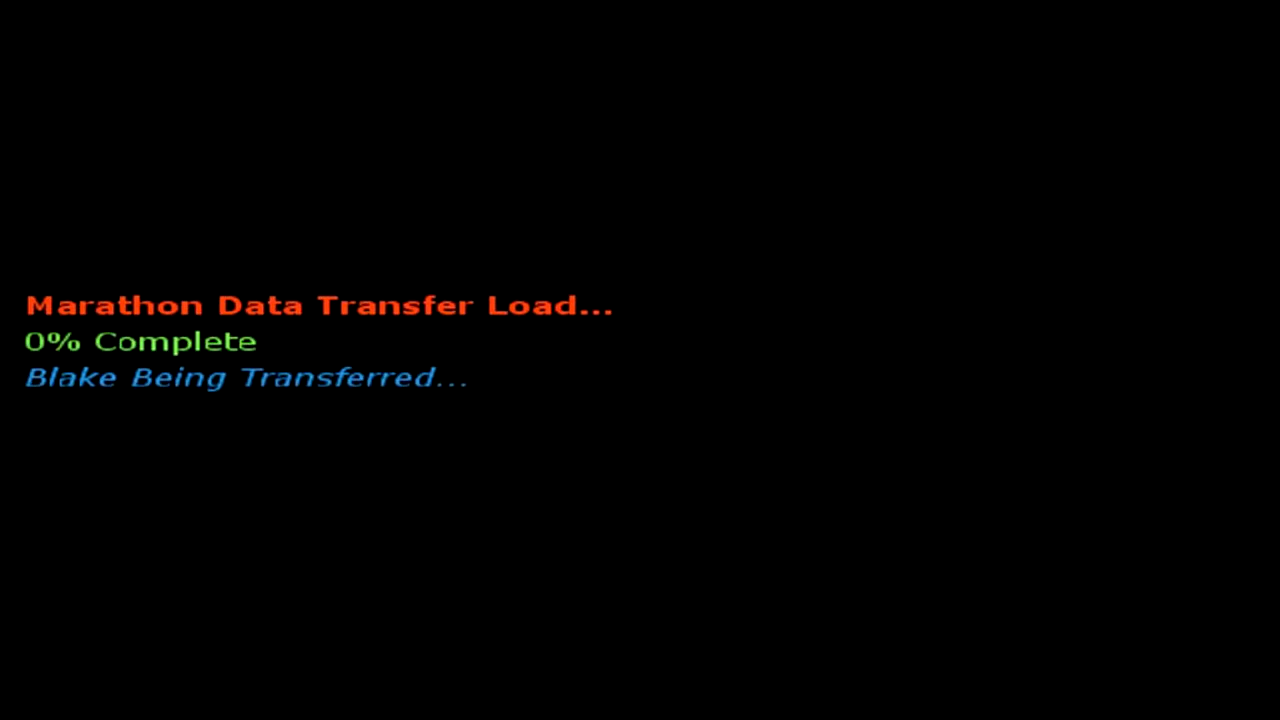 Marathon Data Transfer Load...
0% Complete
Blake Being Transferred...